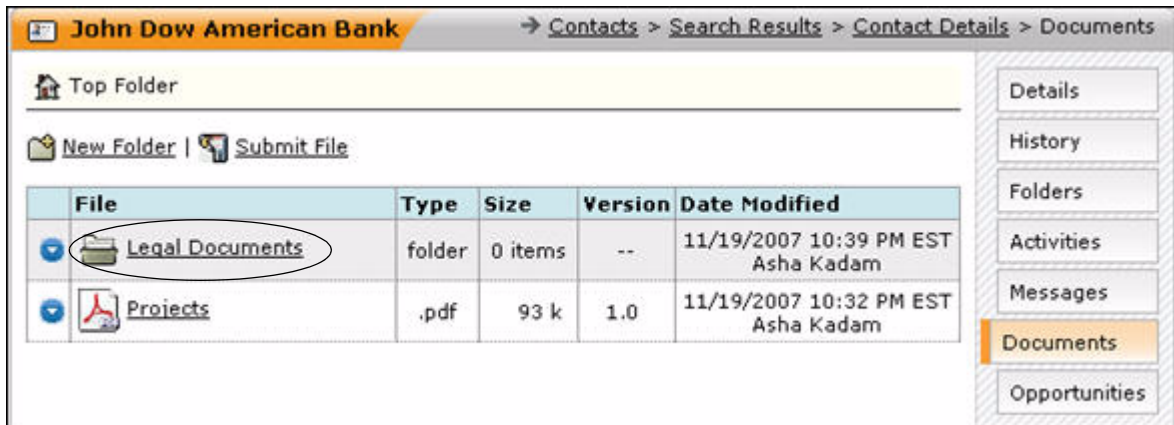 John Dow American Bank
→ Contacts > Search Results > Contact Details > Documents
Top Folder
New Folder | Submit File
File Type Size Version Date Modified
Legal Documents folder 0 items -- 11/19/2007 10:39 PM EST
Asha Kadam
Projects .pdf 93 k 1.0 11/19/2007 10:32 PM EST
Asha Kadam
Details
History
Folders
Activities
Messages
Documents
Opportunities